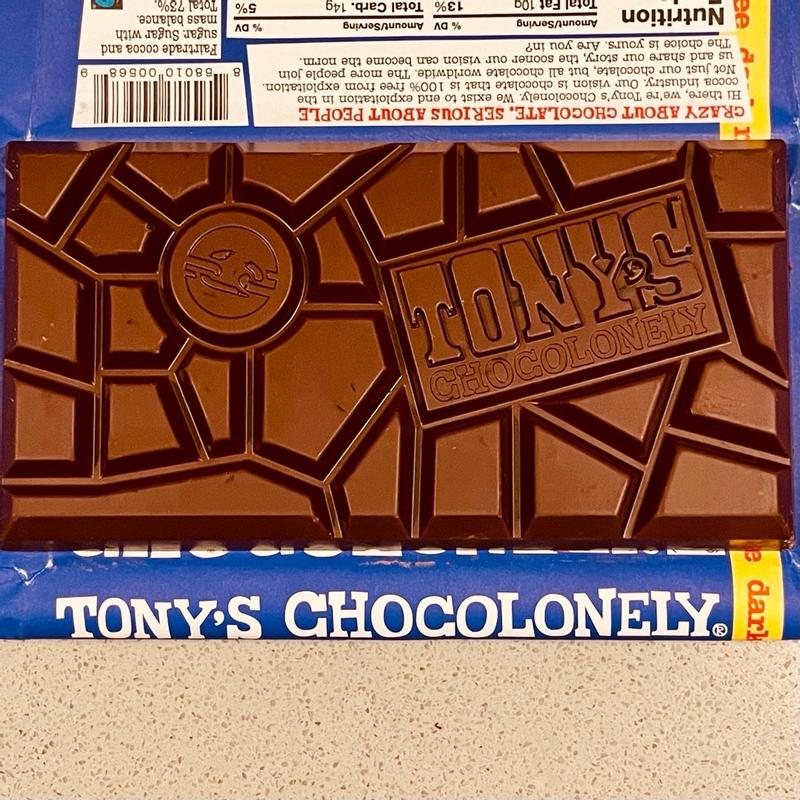 TONY'S
CHOCOLONELY
TONY'S CHOCOLONELY®
dark
CRAZY ABOUT CHOCOLATE, SERIOUS ABOUT PEOPLE
Hi there, we're Tony's Chocolonely. We exist to end exploitation in the
cocoa industry. Our vision is chocolate that is 100% free from exploitation.
Not just our chocolate, but all chocolate worldwide. The more people join
us and share our story, the sooner our vision can become the norm.
The choice is yours. Are you in?
Nutrition
Amount/Serving % DV
Total Fat 10g 13%
Amount/Serving % DV
Total Carb. 14g 5%
8 58010 00568 9
Fairtrade cocoa and
sugar. Sugar with
mass balance.
Total 72%.